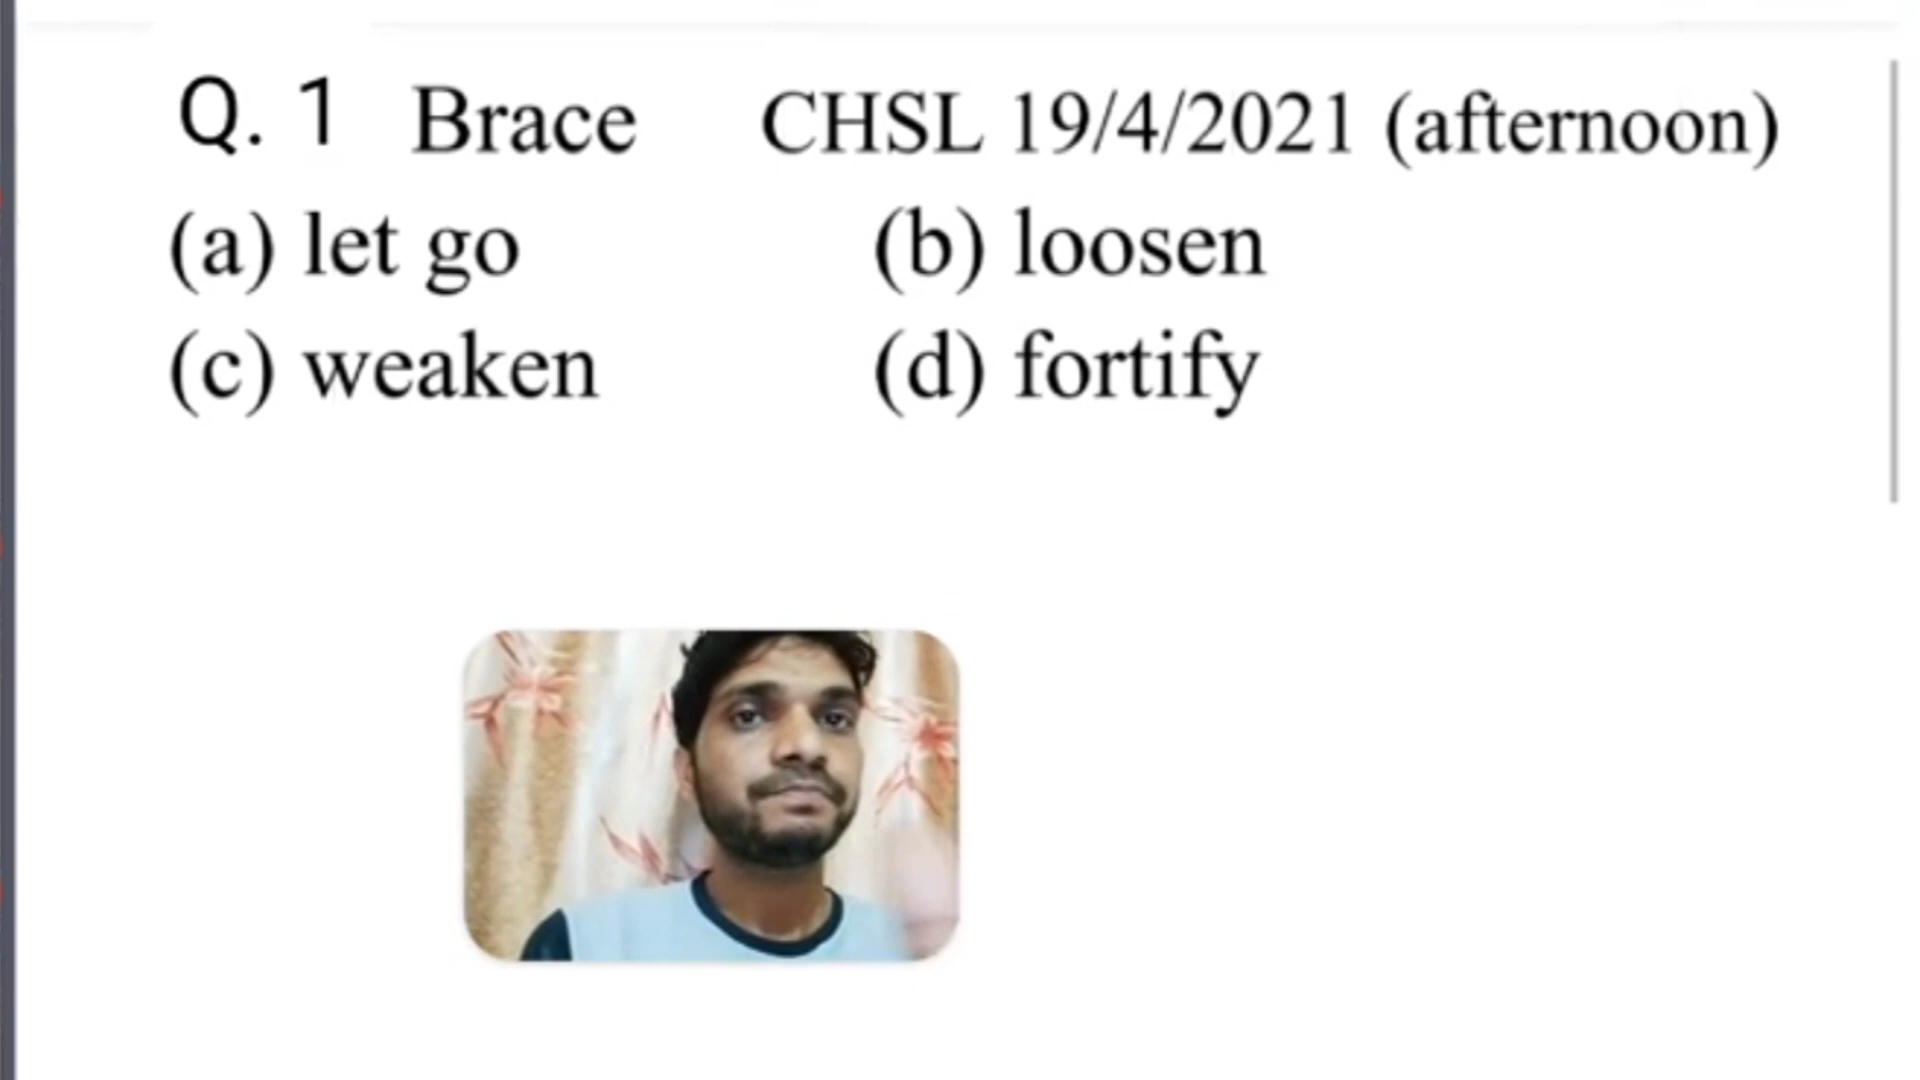 Q. 1 Brace CHSL 19/4/2021 (afternoon)
(a) let go (b) loosen
(c) weaken (d) fortify